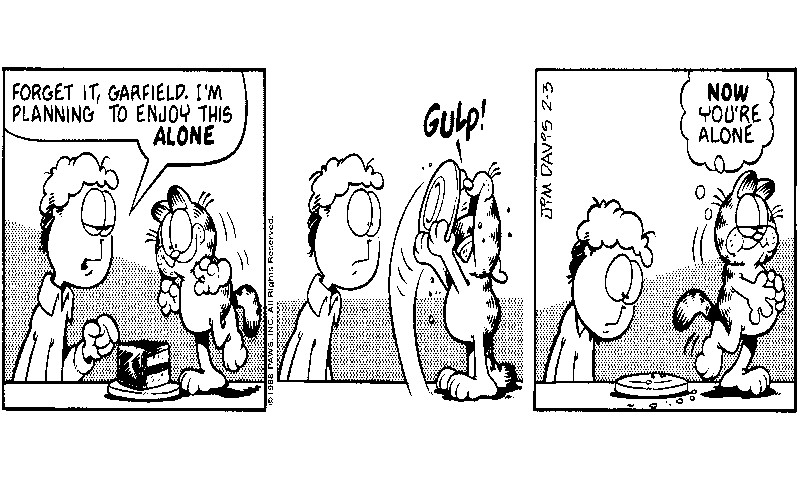 FORGET IT, GARFIELD. I'M
PLANNING TO ENJOY THIS
ALONE
© 1988 PAWS, INC. All Rights Reserved.
GULP!
JIM DAVIS 2-3
NOW
YOU'RE
ALONE